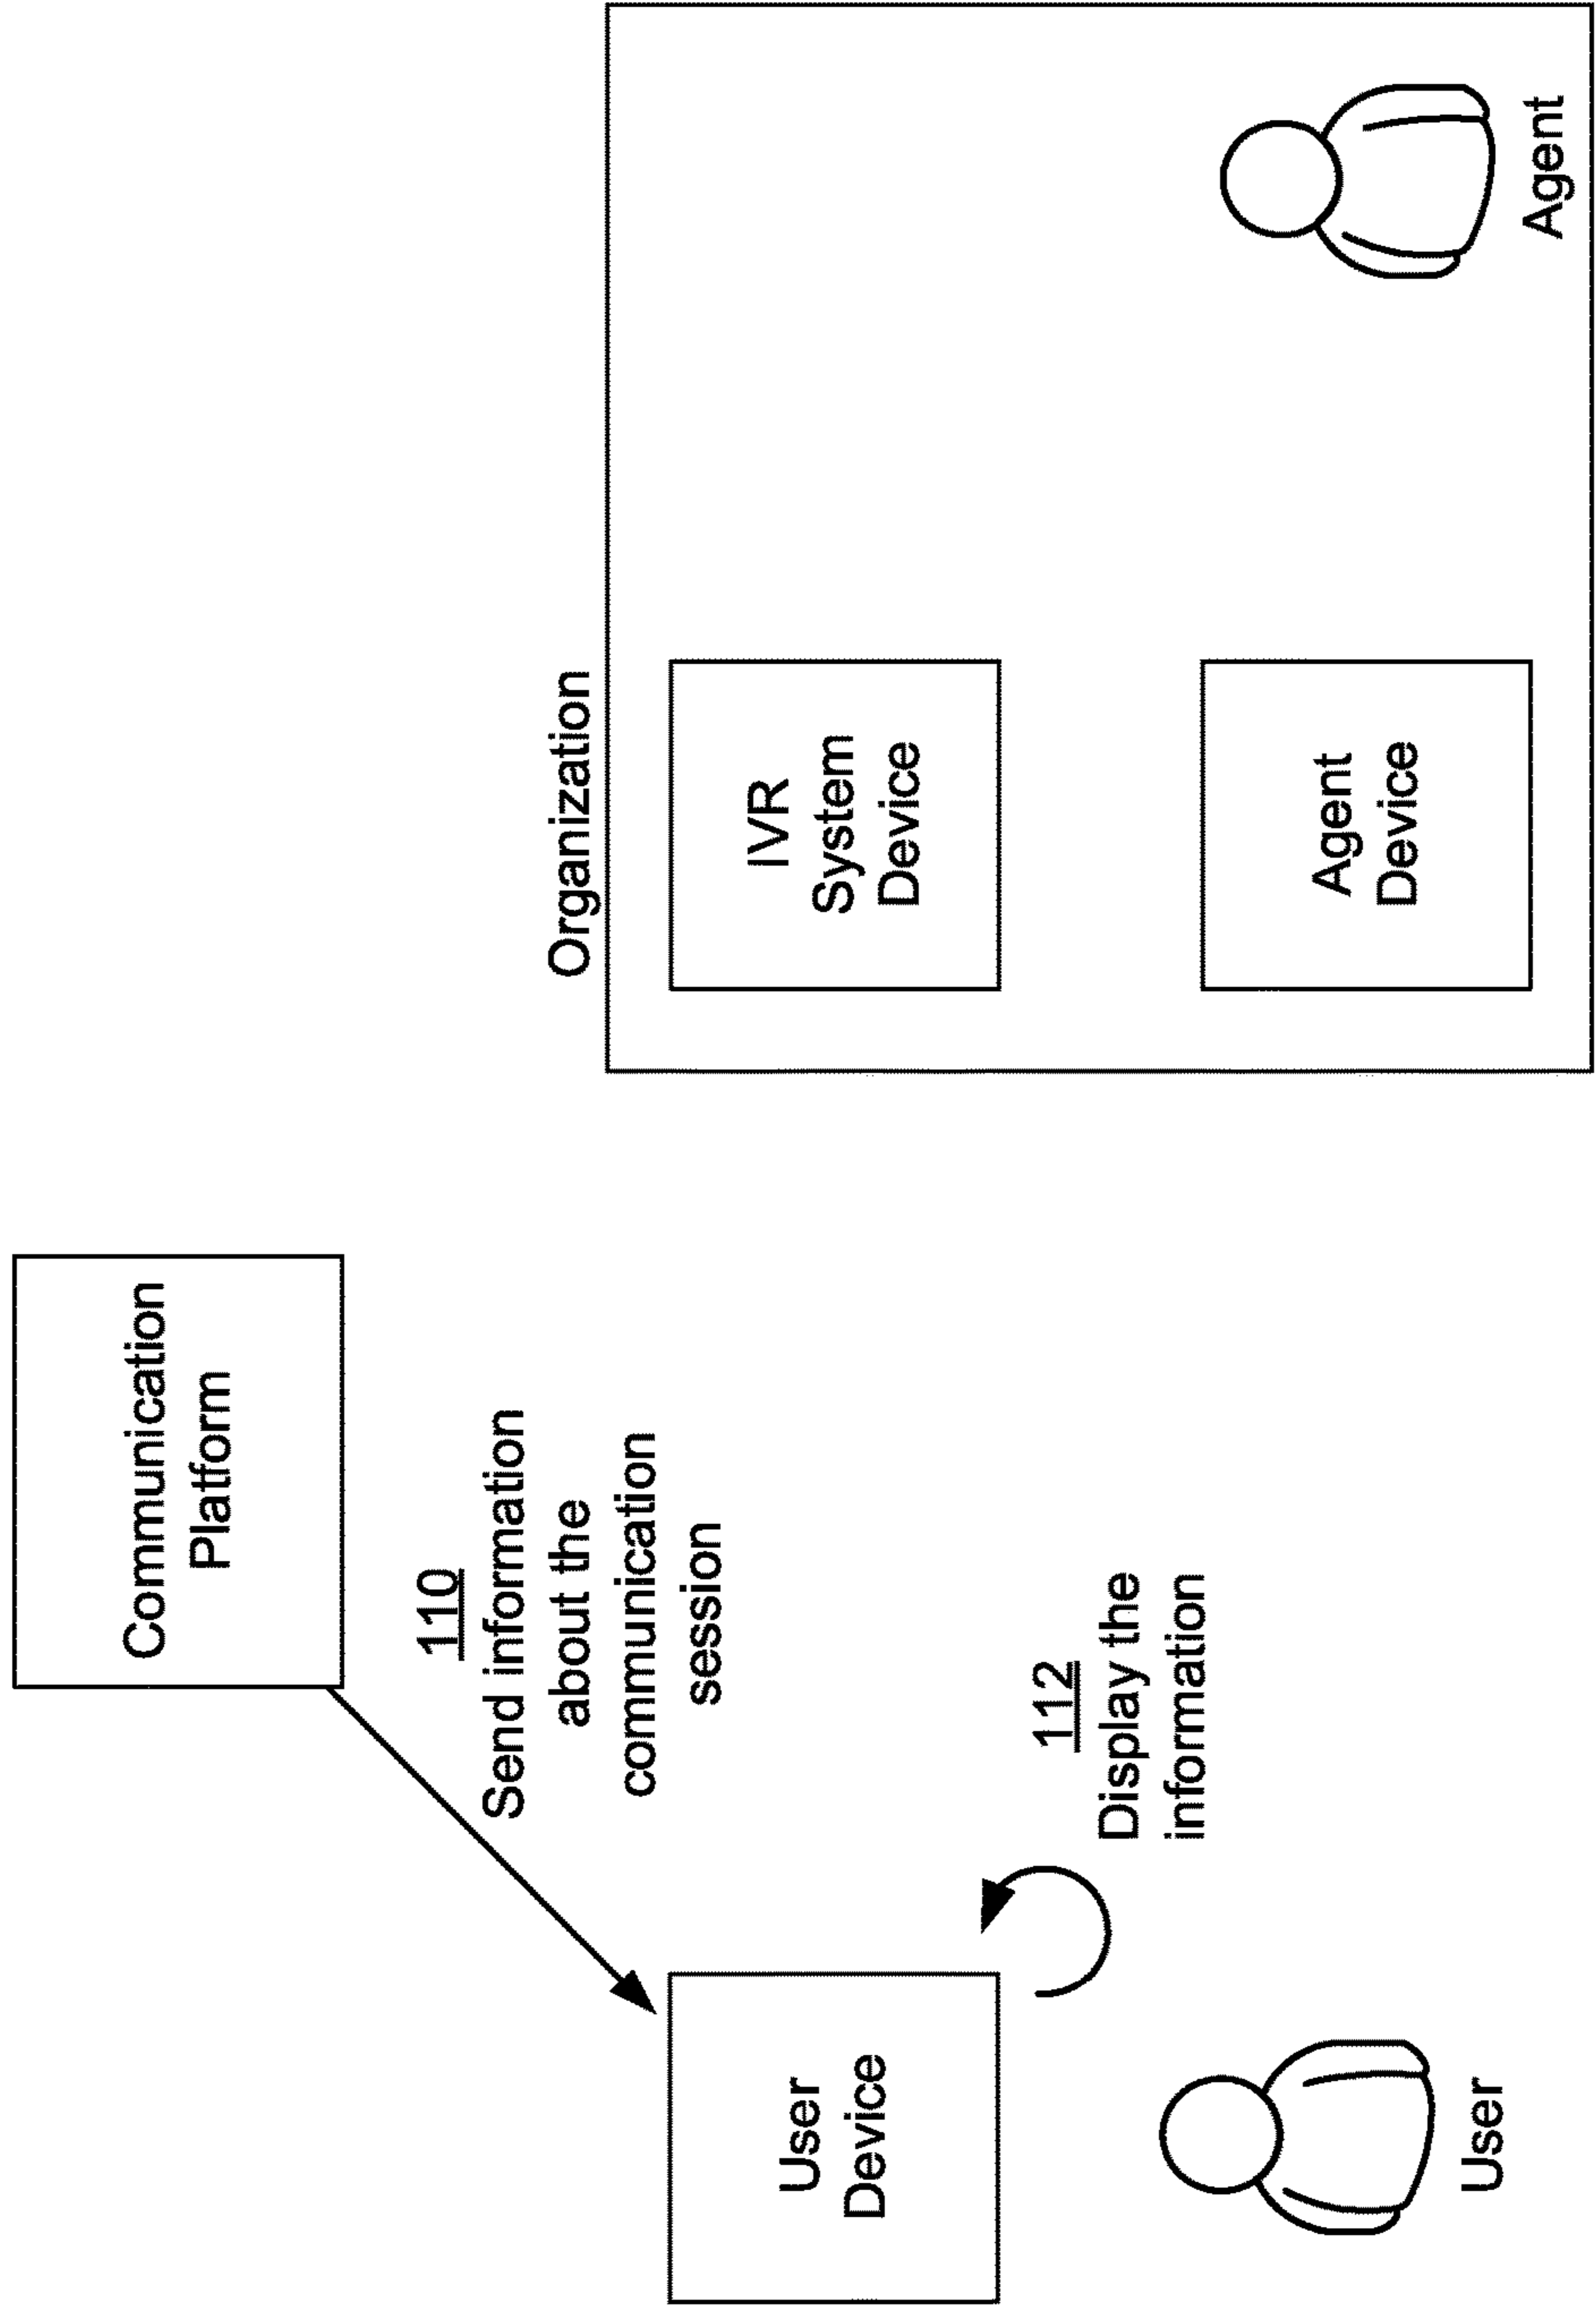 Communication
Platform
110
Send information
about the
communication
session
Organization
User
Device
112
Display the
information
IVR
System
Device
Agent
Device
User
Agent